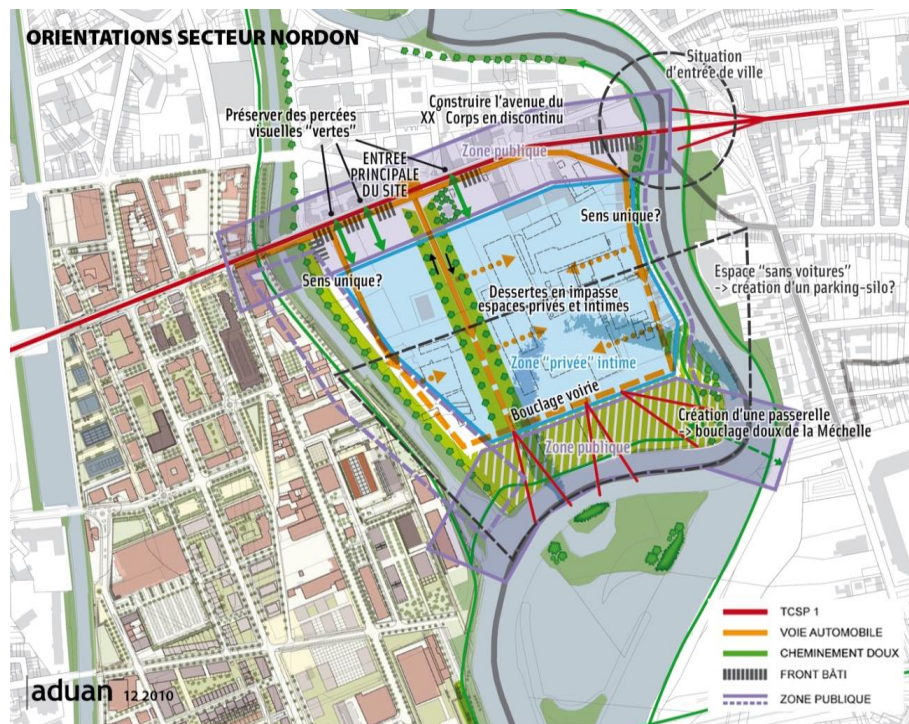 ORIENTATIONS SECTEUR NORDON
Situation
d'entrée de ville
Construire l'avenue du
XXᵉ Corps en discontinu
Préserver des percées
visuelles "vertes"
Zone publique
ENTREE
PRINCIPALE
DU SITE
Sens unique?
Sens unique?
Espace "sans voitures"
-> création d'un parking-silo?
Dessertes en impasse
espaces privés et intimes
Zone "privée" intime
Bouclage voirie
Création d'une passerelle
-> bouclage doux de la Méchelle
Zone publique
TCSP 1
VOIE AUTOMOBILE
CHEMINEMENT DOUX
FRONT BÂTI
ZONE PUBLIQUE
aduan 12.2010